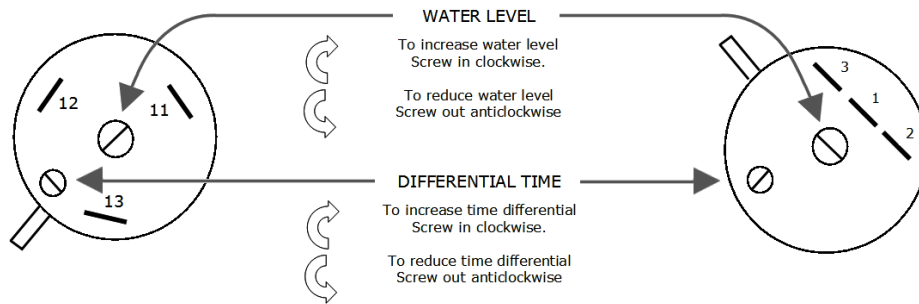 WATER LEVEL
To increase water level
Screw in clockwise.
To reduce water level
Screw out anticlockwise
12
11
13
3
1
2
DIFFERENTIAL TIME
To increase time differential
Screw in clockwise.
To reduce time differential
Screw out anticlockwise